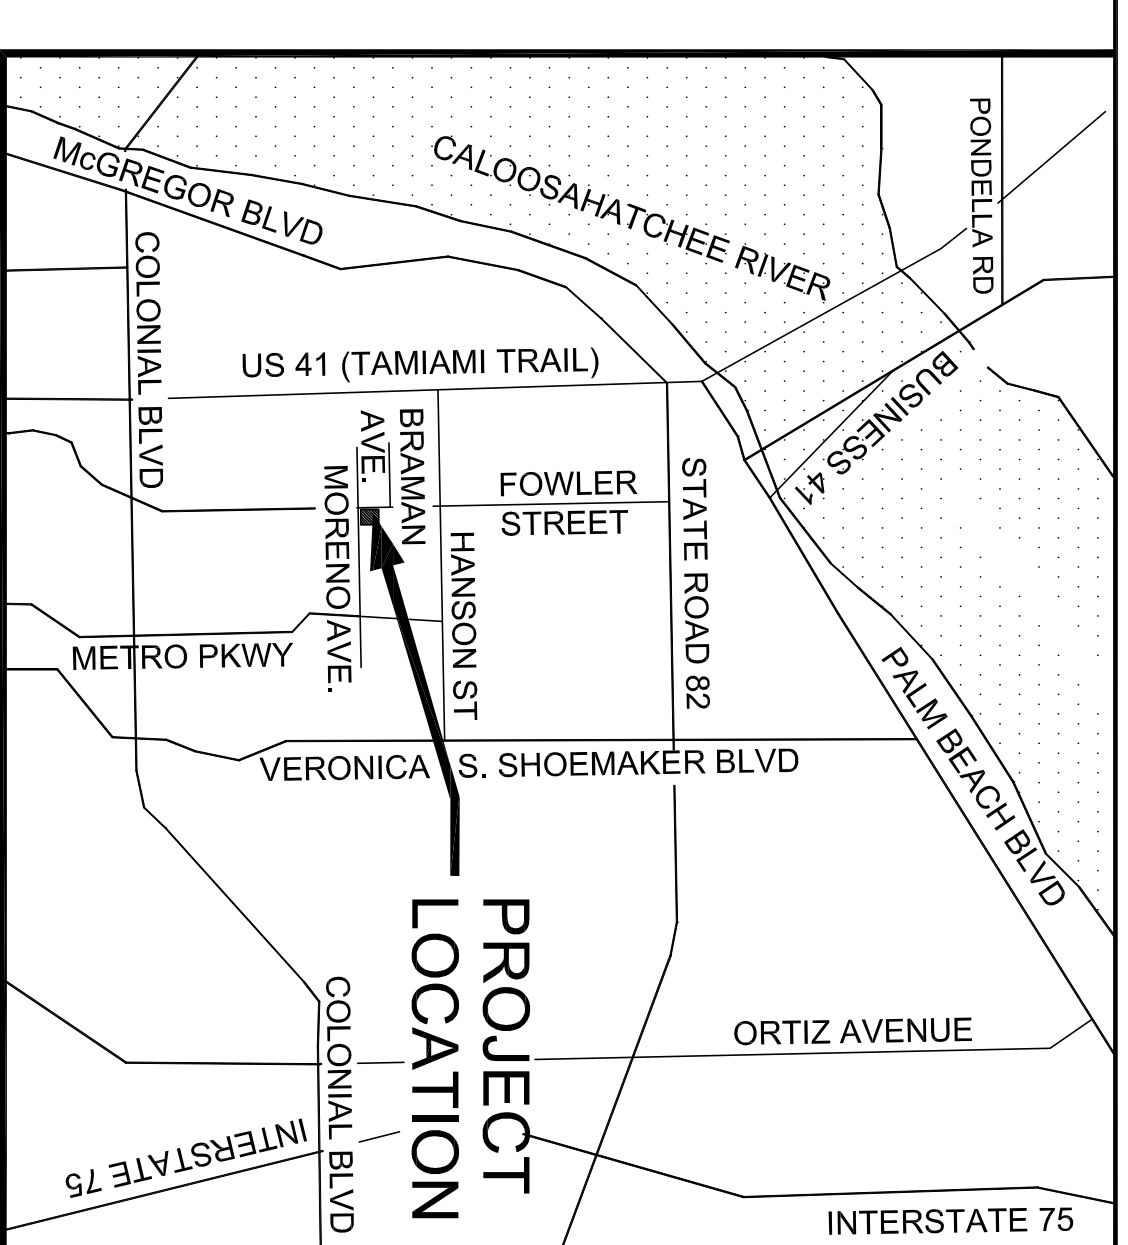 PONDELLA RD
CALOOSAHATCHEE RIVER
McGREGOR BLVD
COLONIAL BLVD
US 41 (TAMIAMI TRAIL)
BUSINESS 41
BRAMAN
AVE.
MORENO AVE.
FOWLER
STREET
HANSON ST
STATE ROAD 82
METRO PKWY
VERONICA S. SHOEMAKER BLVD
PALM BEACH BLVD
PROJECT
LOCATION
ORTIZ AVENUE
COLONIAL BLVD
INTERSTATE 75
INTERSTATE 75